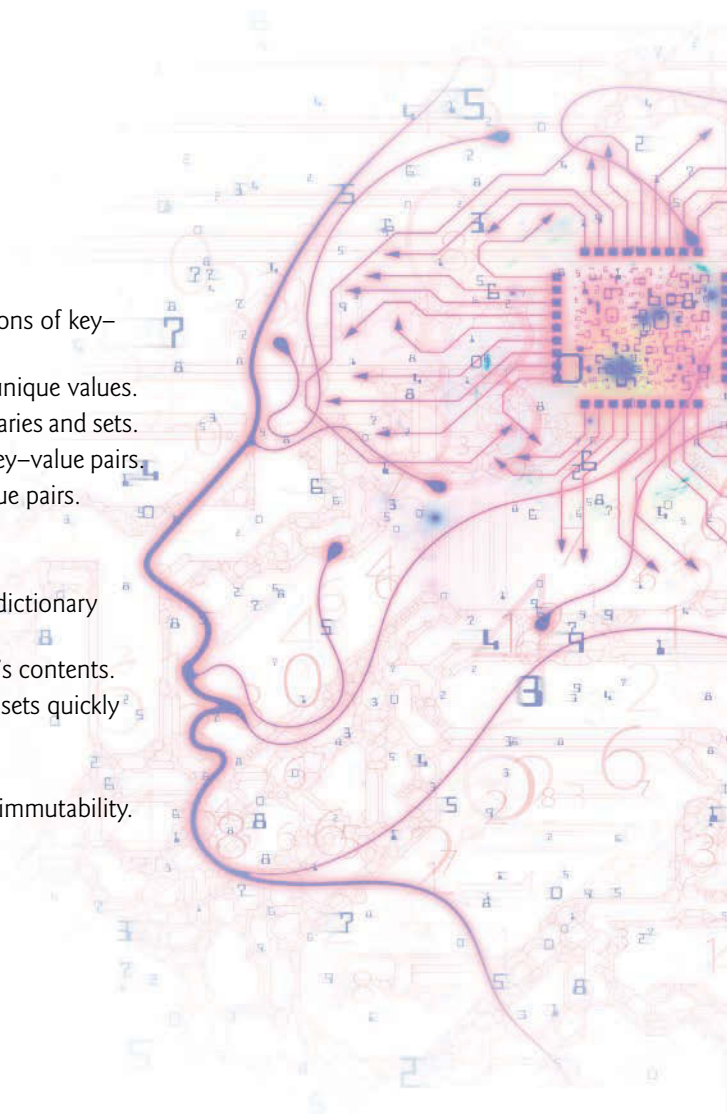 ons of key–
unique values.
aries and sets.
ey–value pairs.
ue pairs.
dictionary
's contents.
sets quickly
immutability.